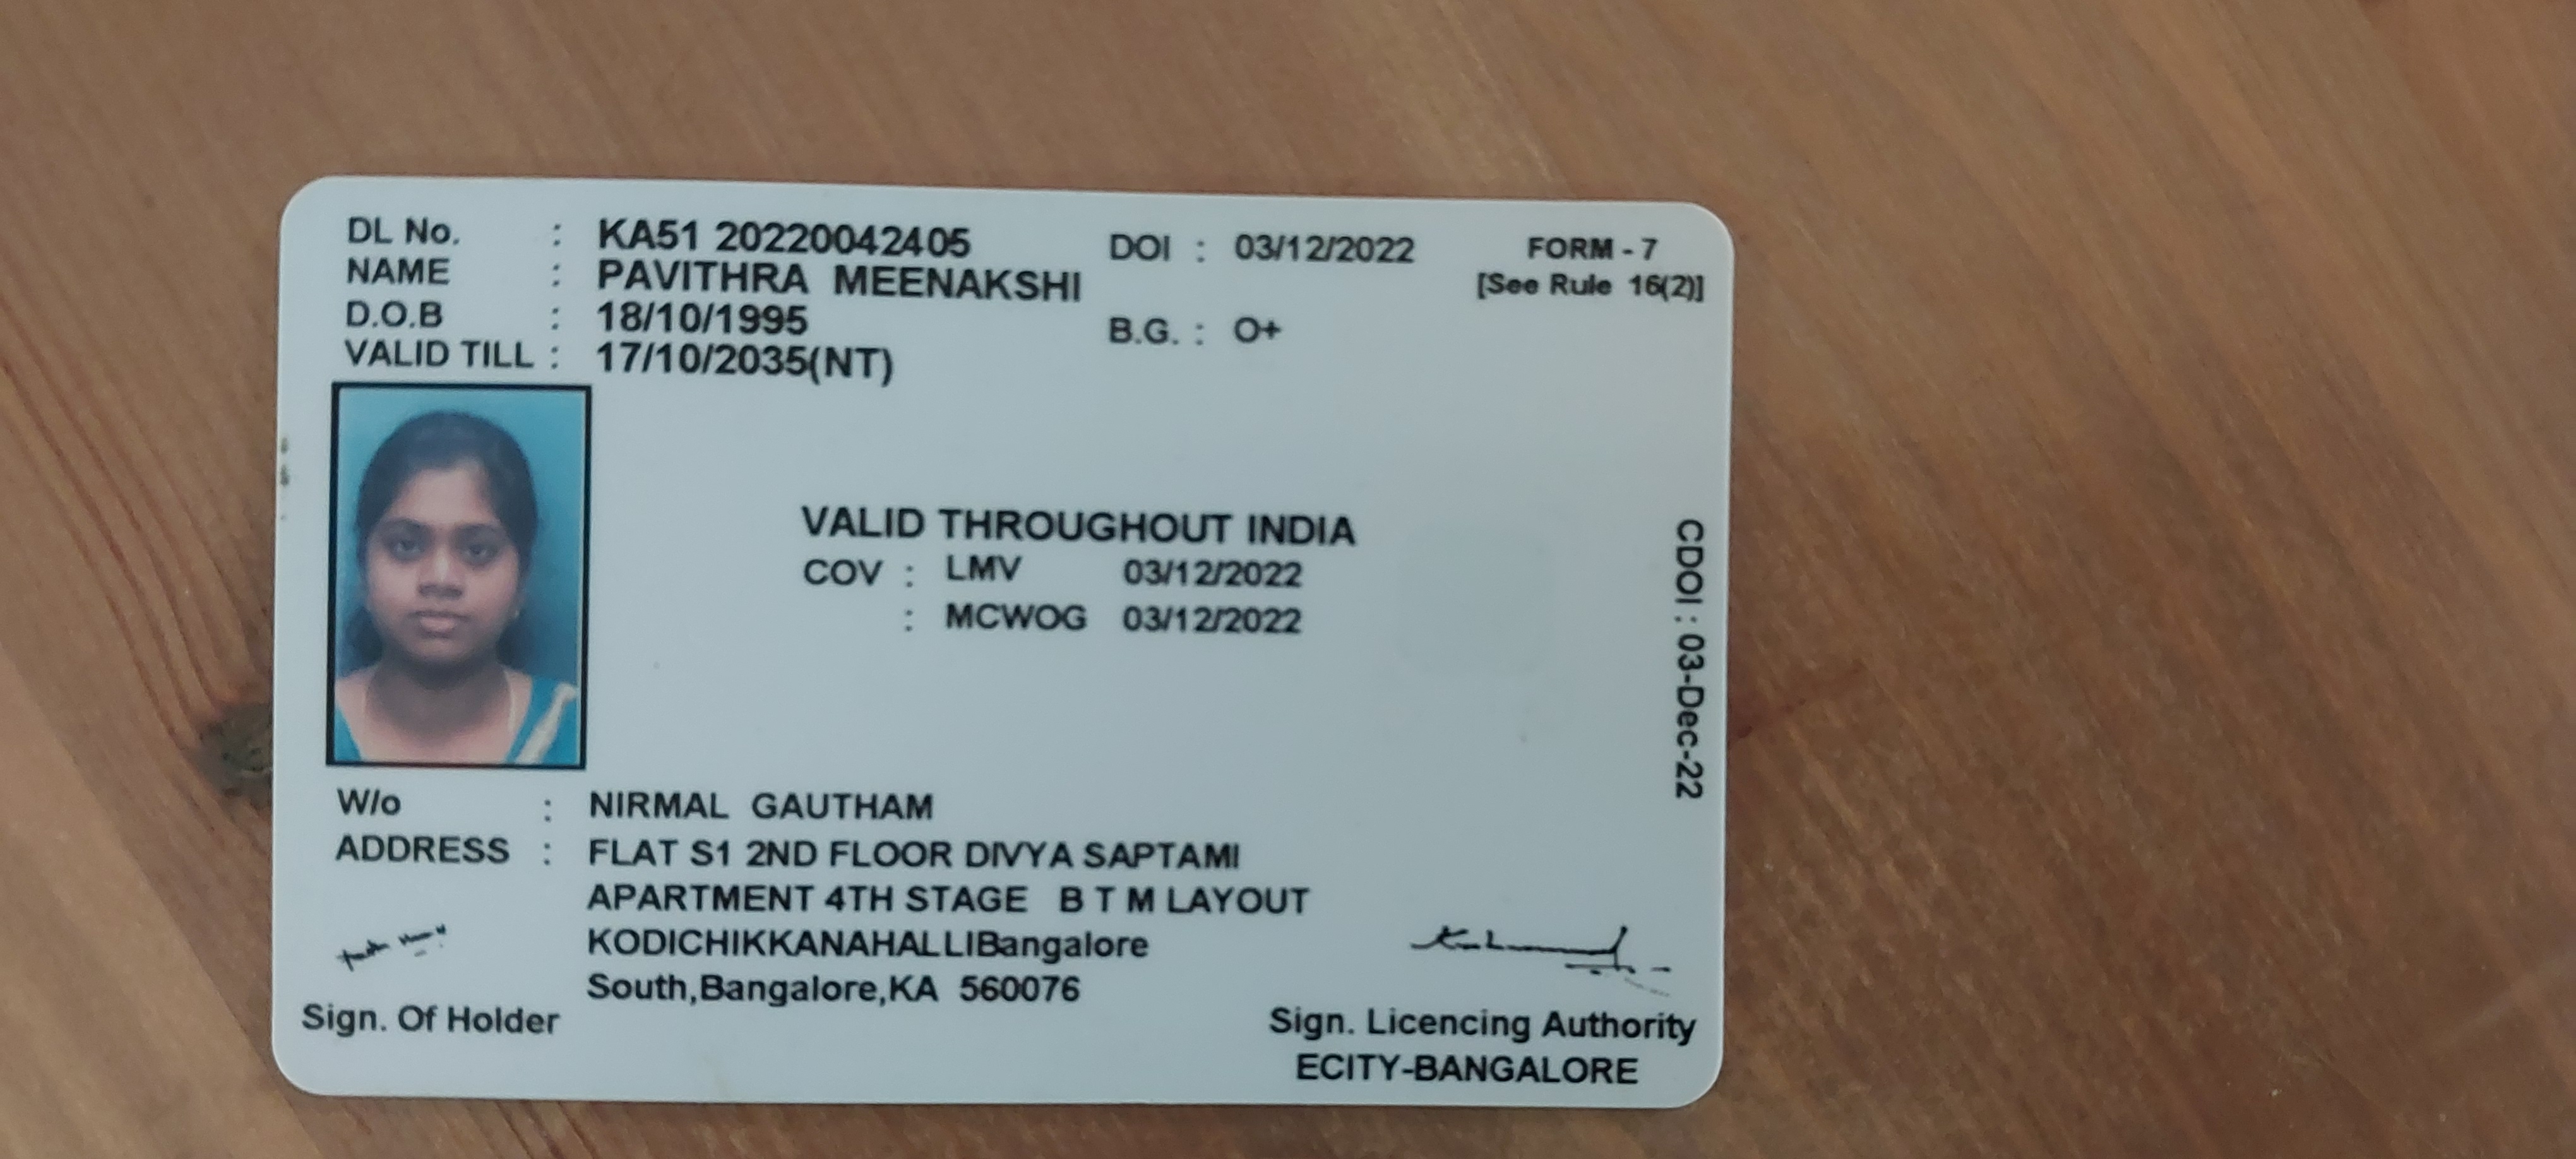 DL No. : KA51 20220042405 DOI : 03/12/2022 FORM - 7
NAME : PAVITHRA MEENAKSHI [See Rule 16(2)]
D.O.B : 18/10/1995 B.G. : O+
VALID TILL : 17/10/2035(NT)
VALID THROUGHOUT INDIA
COV : LMV 03/12/2022
: MCWOG 03/12/2022
CDOI : 03-Dec-22
W/o : NIRMAL GAUTHAM
ADDRESS : FLAT S1 2ND FLOOR DIVYA SAPTAMI
APARTMENT 4TH STAGE B T M LAYOUT
KODICHIKKANAHALLIBangalore
South,Bangalore,KA 560076
Sign. Of Holder
Sign. Licencing Authority
ECITY-BANGALORE